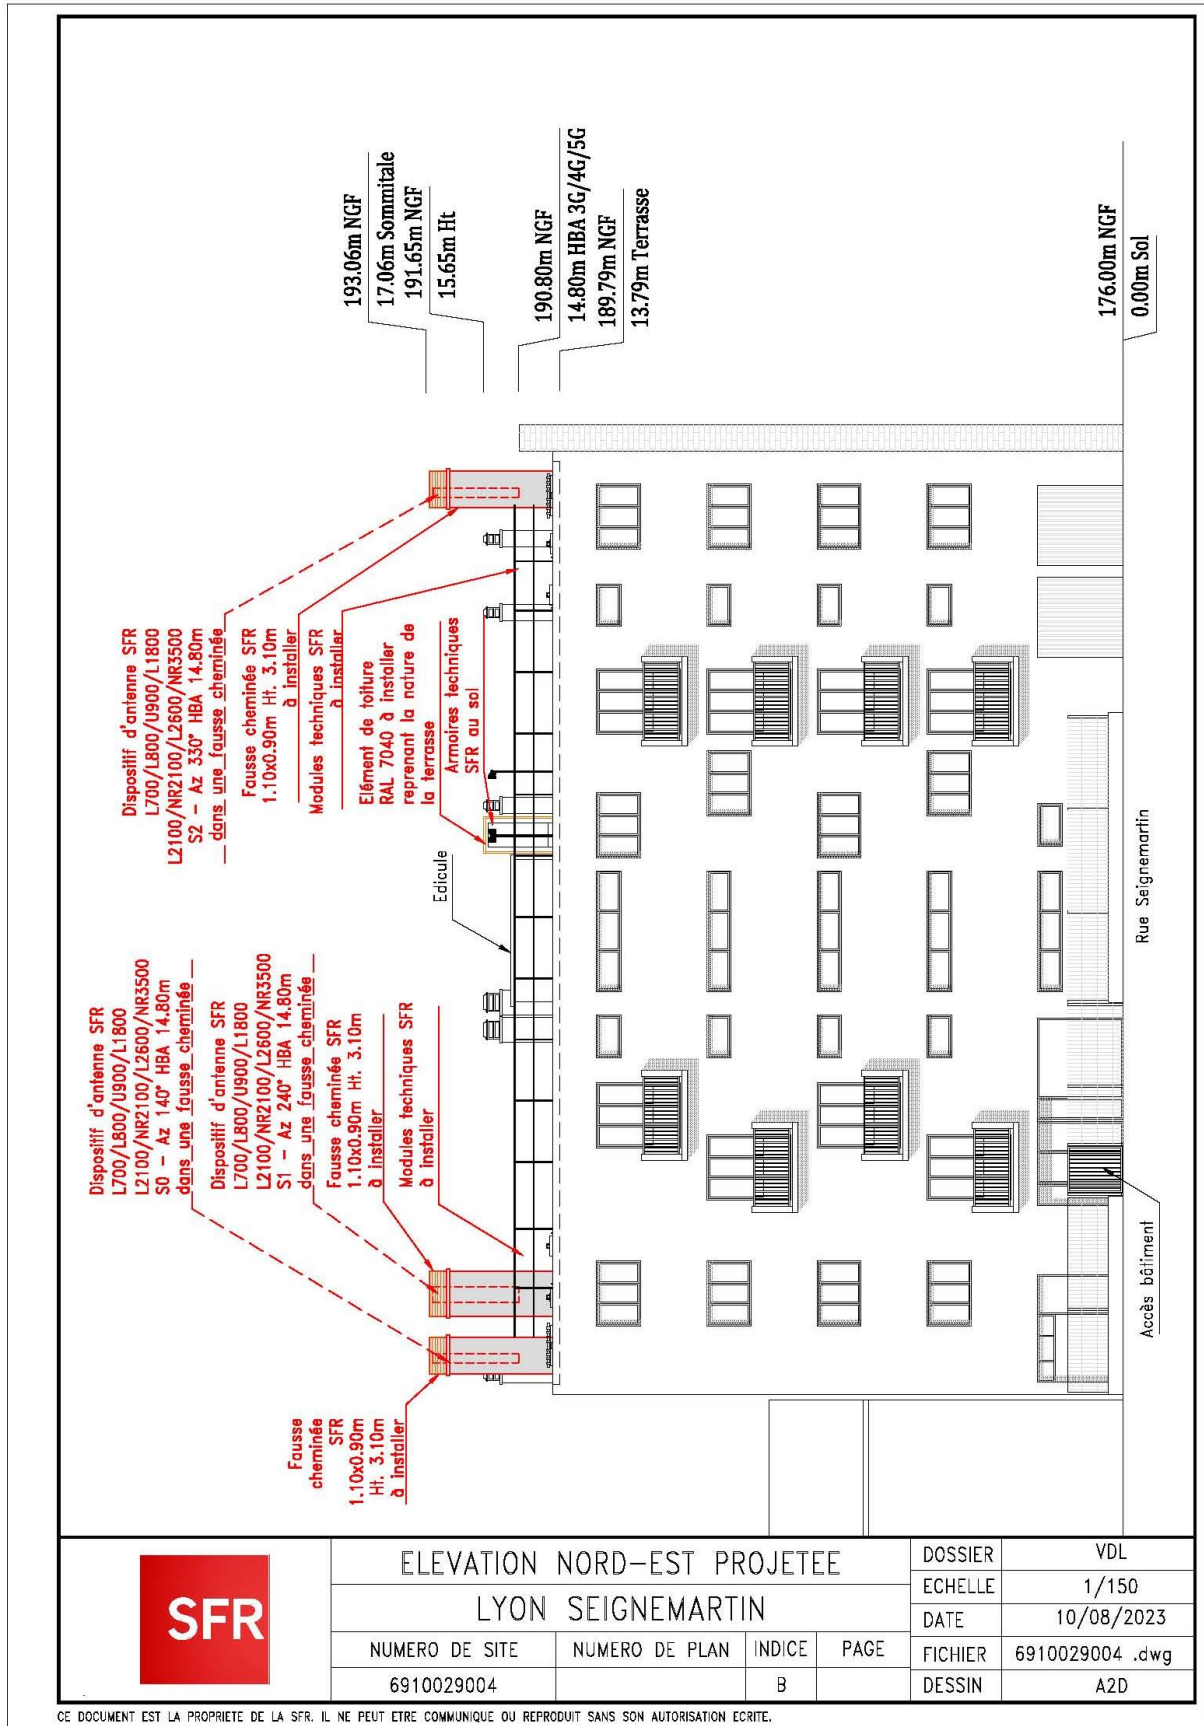 193.06m NGF
17.06m Sommitale
191.65m NGF
15.65m Ht
190.80m NGF
14.80m HBA 3G/4G/5G
189.79m NGF
13.79m Terrasse
176.00m NGF
0.00m Sol
Dispositif d'antenne SFR
L700/L800/U900/L1800
L2100/NR2100/L2600/NR3500
S2 - Az 330° HBA 14.80m
dans une fausse cheminée
Fausse cheminée SFR
1.10x0.90m Ht. 3.10m
à installer
Modules techniques SFR
à installer
Elément de toiture
RAL 7040 à installer
reprenant la nature de
la terrasse
Armoires techniques
SFR au sol
Edicule
Dispositif d'antenne SFR
L700/L800/U900/L1800
L2100/NR2100/L2600/NR3500
S0 - Az 140° HBA 14.80m
dans une fausse cheminée
Dispositif d'antenne SFR
L700/L800/U900/L1800
L2100/NR2100/L2600/NR3500
S1 - Az 240° HBA 14.80m
dans une fausse cheminée
Fausse cheminée SFR
1.10x0.90m Ht. 3.10m
à installer
Modules techniques SFR
à installer
Fausse
cheminée
SFR
1.10x0.90m
Ht. 3.10m
à installer
Rue Seignemartin
Accès bâtiment
SFR
ELEVATION NORD-EST PROJETEE
LYON SEIGNEMARTIN
NUMERO DE SITE
NUMERO DE PLAN
INDICE
PAGE
6910029004
B
DOSSIER
VDL
ECHELLE
1/150
DATE
10/08/2023
FICHIER
6910029004 .dwg
DESSIN
A2D
CE DOCUMENT EST LA PROPRIETE DE LA SFR. IL NE PEUT ETRE COMMUNIQUE OU REPRODUIT SANS SON AUTORISATION ECRITE.